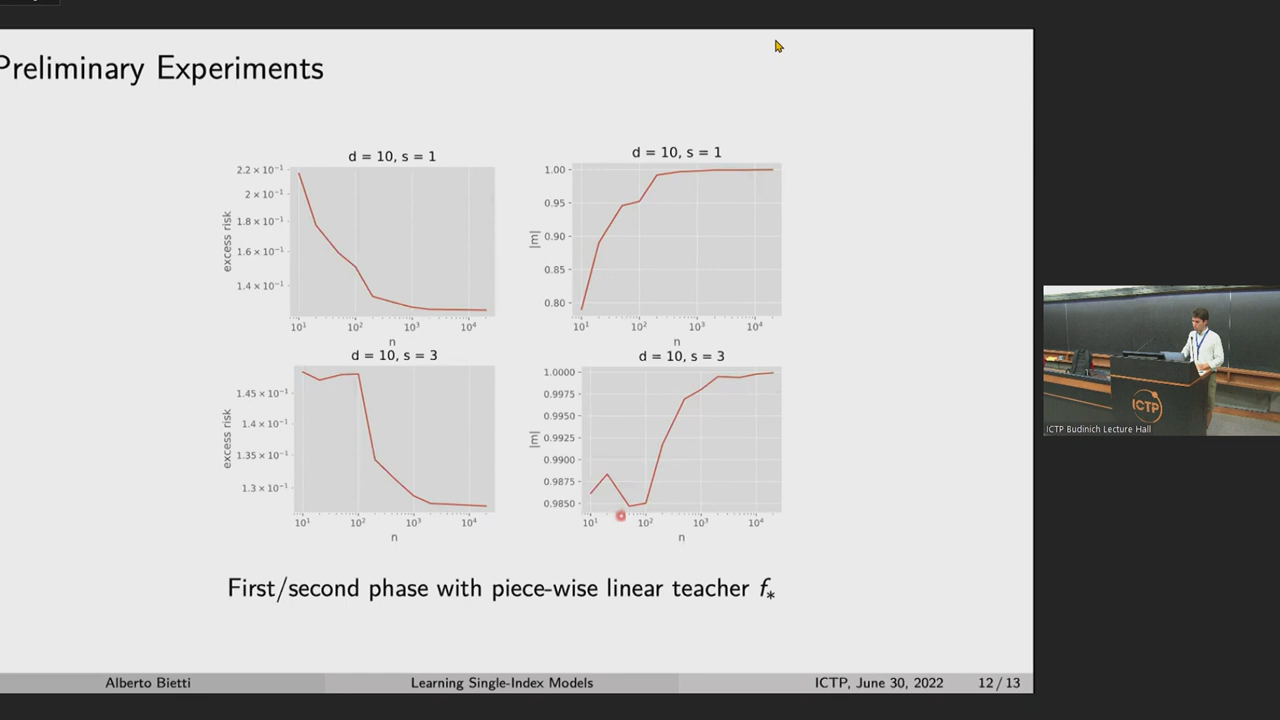 Preliminary Experiments
d = 10, s = 1
excess risk
2.2 × 10⁻¹
2 × 10⁻¹
1.8 × 10⁻¹
1.6 × 10⁻¹
1.4 × 10⁻¹
10¹ 10² 10³ 10⁴
n
d = 10, s = 1
|m|
1.00
0.95
0.90
0.85
0.80
10¹ 10² 10³ 10⁴
n
d = 10, s = 3
excess risk
1.45 × 10⁻¹
1.4 × 10⁻¹
1.35 × 10⁻¹
1.3 × 10⁻¹
10¹ 10² 10³ 10⁴
n
d = 10, s = 3
|m|
1.0000
0.9975
0.9950
0.9925
0.9900
0.9875
0.9850
10¹ 10² 10³ 10⁴
n
First/second phase with piece-wise linear teacher f*
Alberto Bietti Learning Single-Index Models ICTP, June 30, 2022 12 / 13
ICTP
ICTP Budinich Lecture Hall